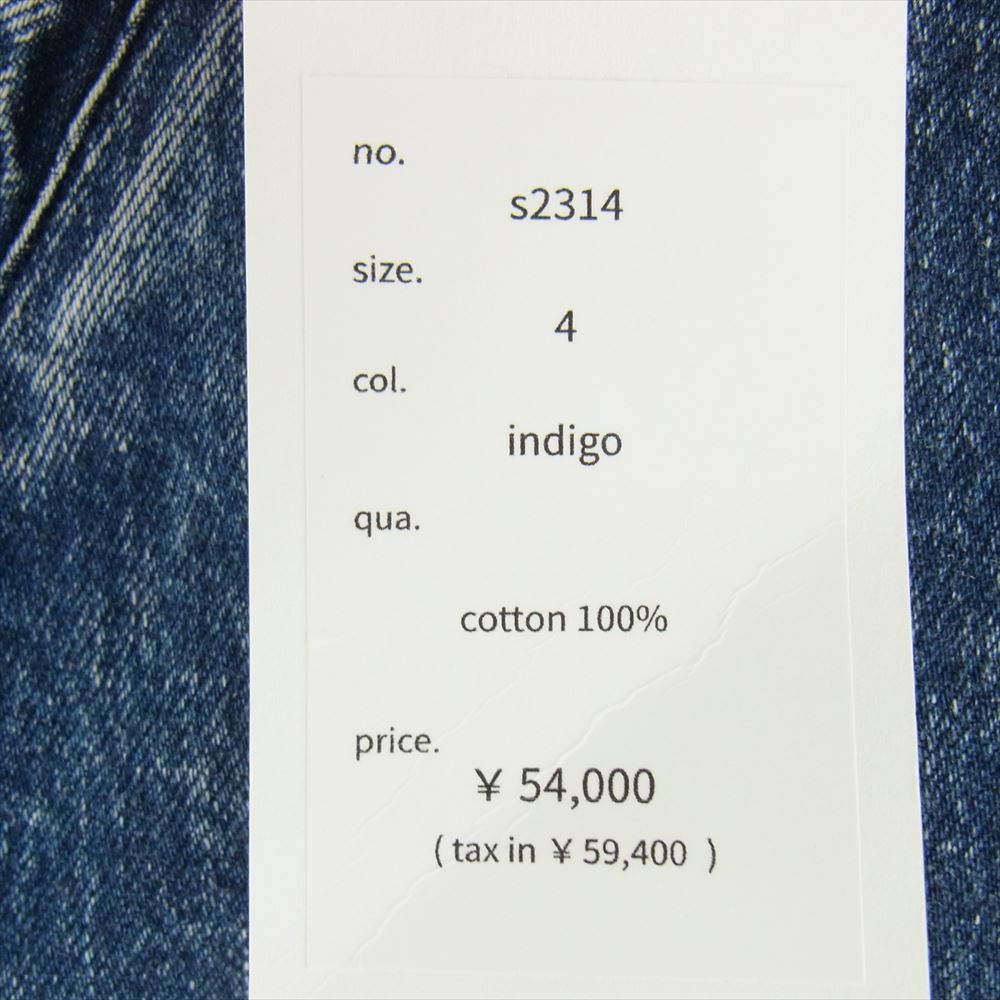 no.
s2314
size.
4
col.
indigo
qua.
cotton 100%
price.
¥ 54,000
( tax in ¥ 59,400 )